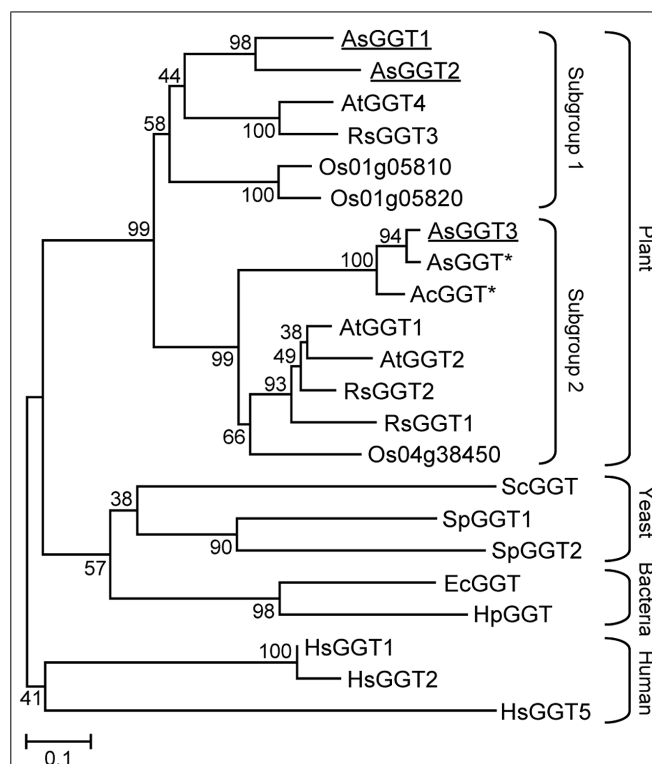 AsGGT1
98
AsGGT2
44
AtGGT4
100
RsGGT3
58
Os01g05810
100
Os01g05820
Subgroup 1
99
AsGGT3
94
AsGGT*
100
AcGGT*
AtGGT1
38
AtGGT2
49
RsGGT2
93
RsGGT1
99
66
Os04g38450
Subgroup 2
Plant
ScGGT
38
SpGGT1
90
SpGGT2
57
Yeast
EcGGT
98
HpGGT
Bacteria
HsGGT1
100
HsGGT2
41
HsGGT5
Human
0.1